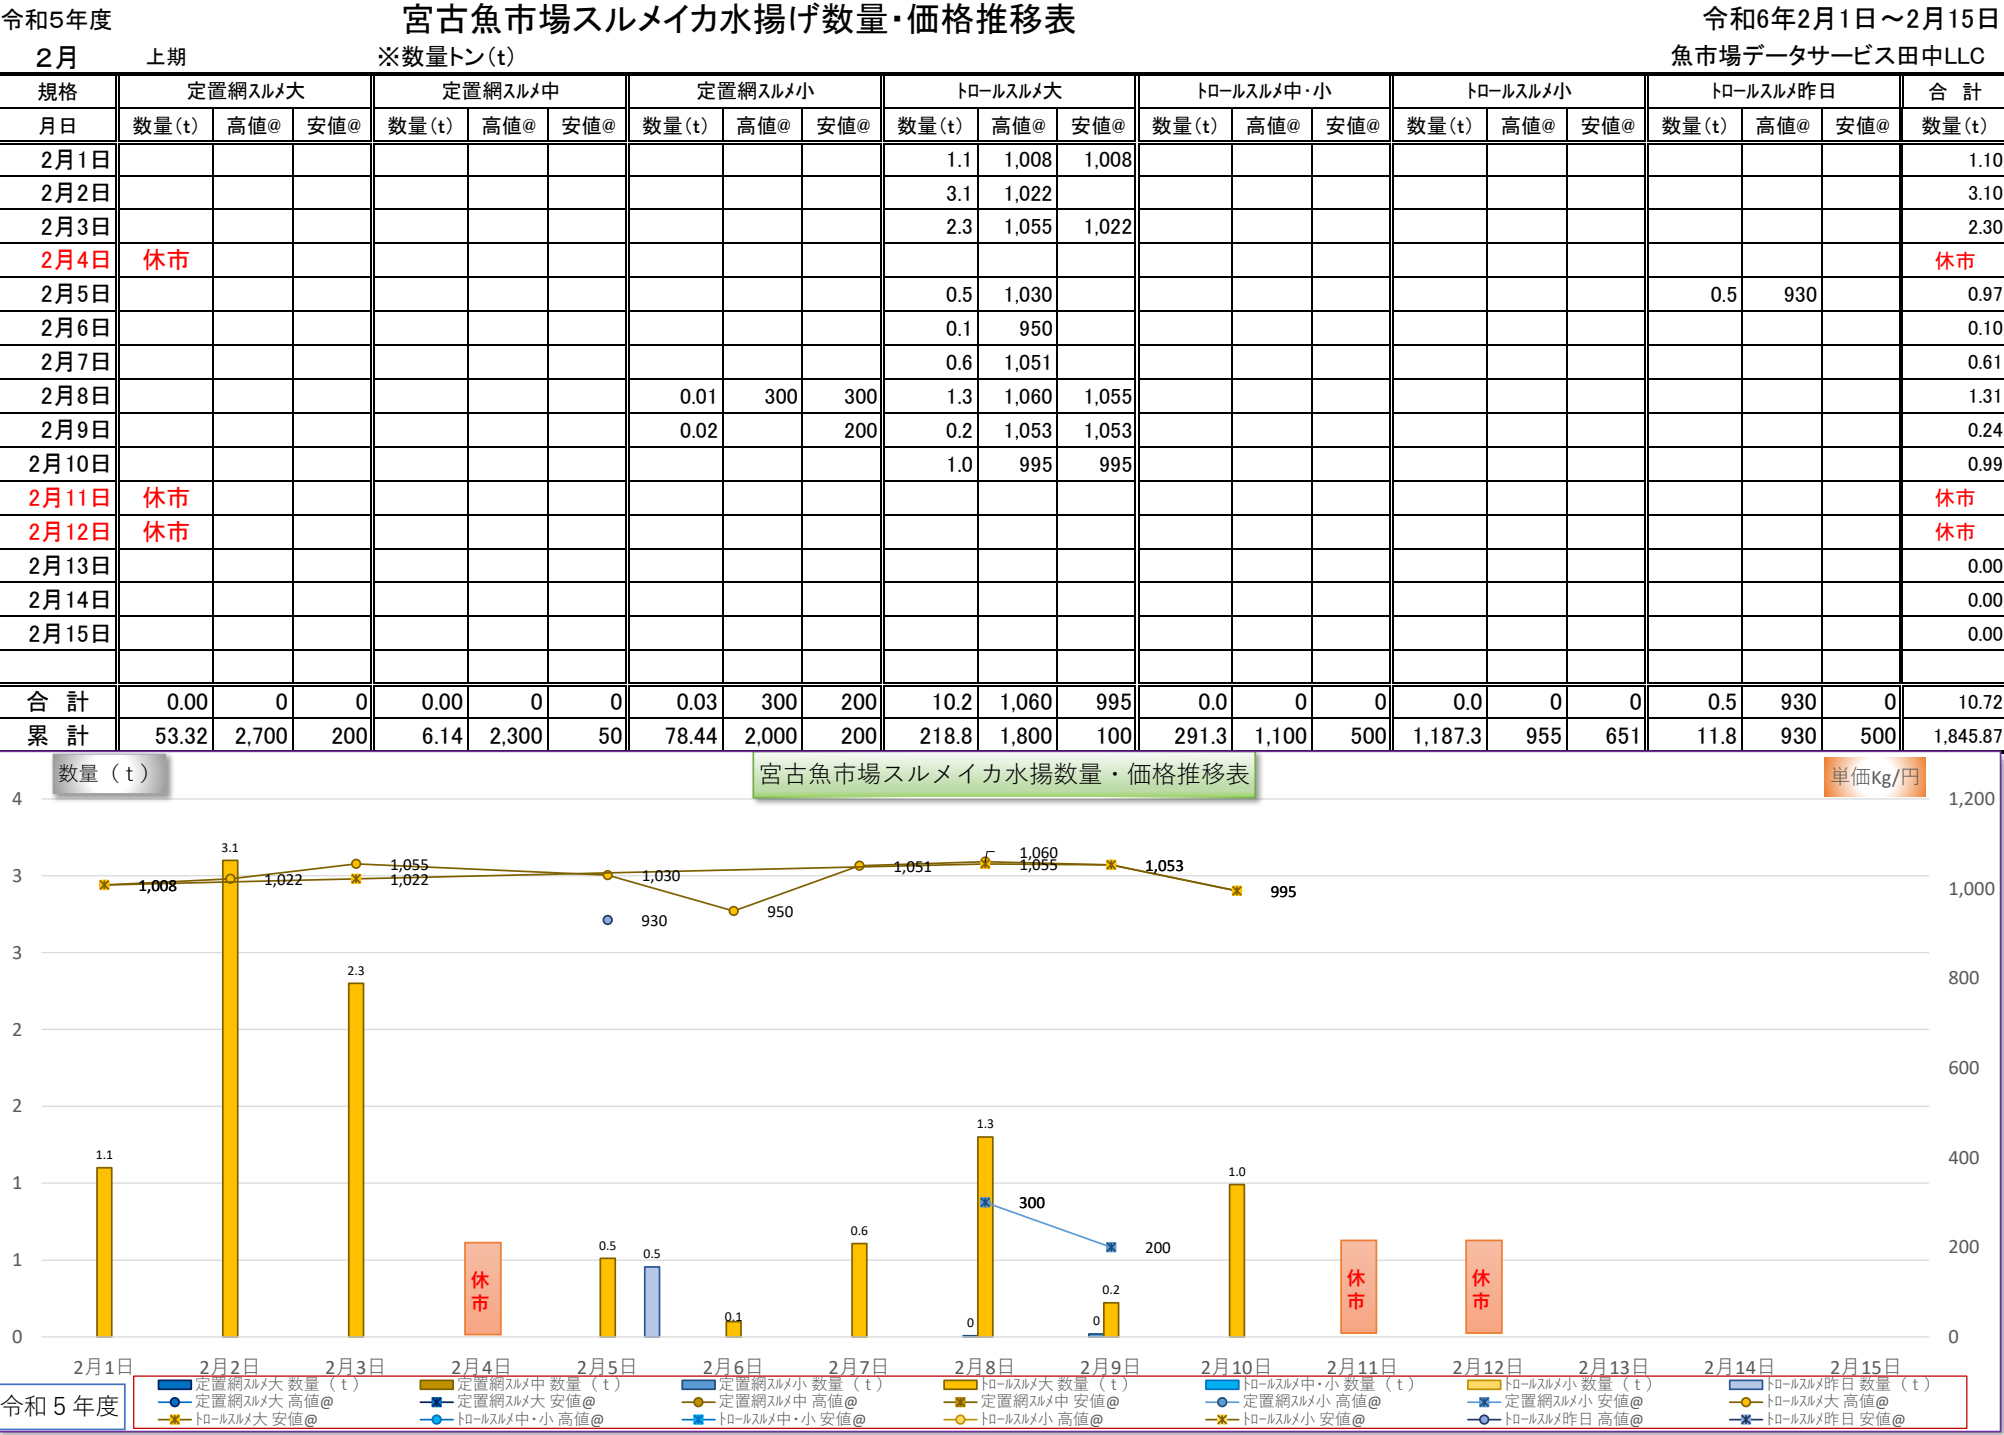 令和5年度 宮古魚市場スルメイカ水揚げ数量･価格推移表 令和6年2月1日～2月15日
2月 上期 ※数量トン(t) 魚市場データサービス田中LLC
規格 定置網ｽﾙﾒ大 定置網ｽﾙﾒ中 定置網ｽﾙﾒ小 ﾄﾛｰﾙｽﾙﾒ大 ﾄﾛｰﾙｽﾙﾒ中･小 ﾄﾛｰﾙｽﾙﾒ小 ﾄﾛｰﾙｽﾙﾒ昨日 合 計
月日 数量(t) 高値@ 安値@ 数量(t) 高値@ 安値@ 数量(t) 高値@ 安値@ 数量(t) 高値@ 安値@ 数量(t) 高値@ 安値@ 数量(t) 高値@ 安値@ 数量(t) 高値@ 安値@ 数量(t)
2月1日 1.1 1,008 1,008 1.10
2月2日 3.1 1,022 3.10
2月3日 2.3 1,055 1,022 2.30
2月4日 休市 休市
2月5日 0.5 1,030 0.5 930 0.97
2月6日 0.1 950 0.10
2月7日 0.6 1,051 0.61
2月8日 0.01 300 300 1.3 1,060 1,055 1.31
2月9日 0.02 200 0.2 1,053 1,053 0.24
2月10日 1.0 995 995 0.99
2月11日 休市 休市
2月12日 休市 休市
2月13日 0.00
2月14日 0.00
2月15日 0.00
合 計 0.00 0 0 0.00 0 0 0.03 300 200 10.2 1,060 995 0.0 0 0 0.0 0 0 0.5 930 0 10.72
累 計 53.32 2,700 200 6.14 2,300 50 78.44 2,000 200 218.8 1,800 100 291.3 1,100 500 1,187.3 955 651 11.8 930 500 1,845.87
数量（ｔ） 宮古魚市場スルメイカ水揚数量・価格推移表 単価Kg/円
4 1,200
3.1 1,055 1,060
3 1,008 1,022 1,022 1,030 1,051 1,055 1,053 995 1,000
930 950
3 2.3 800
2 600
2 1.3
1.1 1.0 400
1 300
0.5 0.5 0.6 200
1 200
休市 0.1 0 0 0.2 休市 休市
0 0
2月1日 2月2日 2月3日 2月4日 2月5日 2月6日 2月7日 2月8日 2月9日 2月10日 2月11日 2月12日 2月13日 2月14日 2月15日
令和５年度
定置網ｽﾙﾒ大 数量（ｔ） 定置網ｽﾙﾒ中 数量（ｔ） 定置網ｽﾙﾒ小 数量（ｔ） ﾄﾛｰﾙｽﾙﾒ大 数量（ｔ） ﾄﾛｰﾙｽﾙﾒ中･小 数量（ｔ） ﾄﾛｰﾙｽﾙﾒ小 数量（ｔ） ﾄﾛｰﾙｽﾙﾒ昨日 数量（ｔ）
定置網ｽﾙﾒ大 高値@ 定置網ｽﾙﾒ大 安値@ 定置網ｽﾙﾒ中 高値@ 定置網ｽﾙﾒ中 安値@ 定置網ｽﾙﾒ小 高値@ 定置網ｽﾙﾒ小 安値@ ﾄﾛｰﾙｽﾙﾒ大 高値@
ﾄﾛｰﾙｽﾙﾒ大 安値@ ﾄﾛｰﾙｽﾙﾒ中･小 高値@ ﾄﾛｰﾙｽﾙﾒ中･小 安値@ ﾄﾛｰﾙｽﾙﾒ小 高値@ ﾄﾛｰﾙｽﾙﾒ小 安値@ ﾄﾛｰﾙｽﾙﾒ昨日 高値@ ﾄﾛｰﾙｽﾙﾒ昨日 安値@